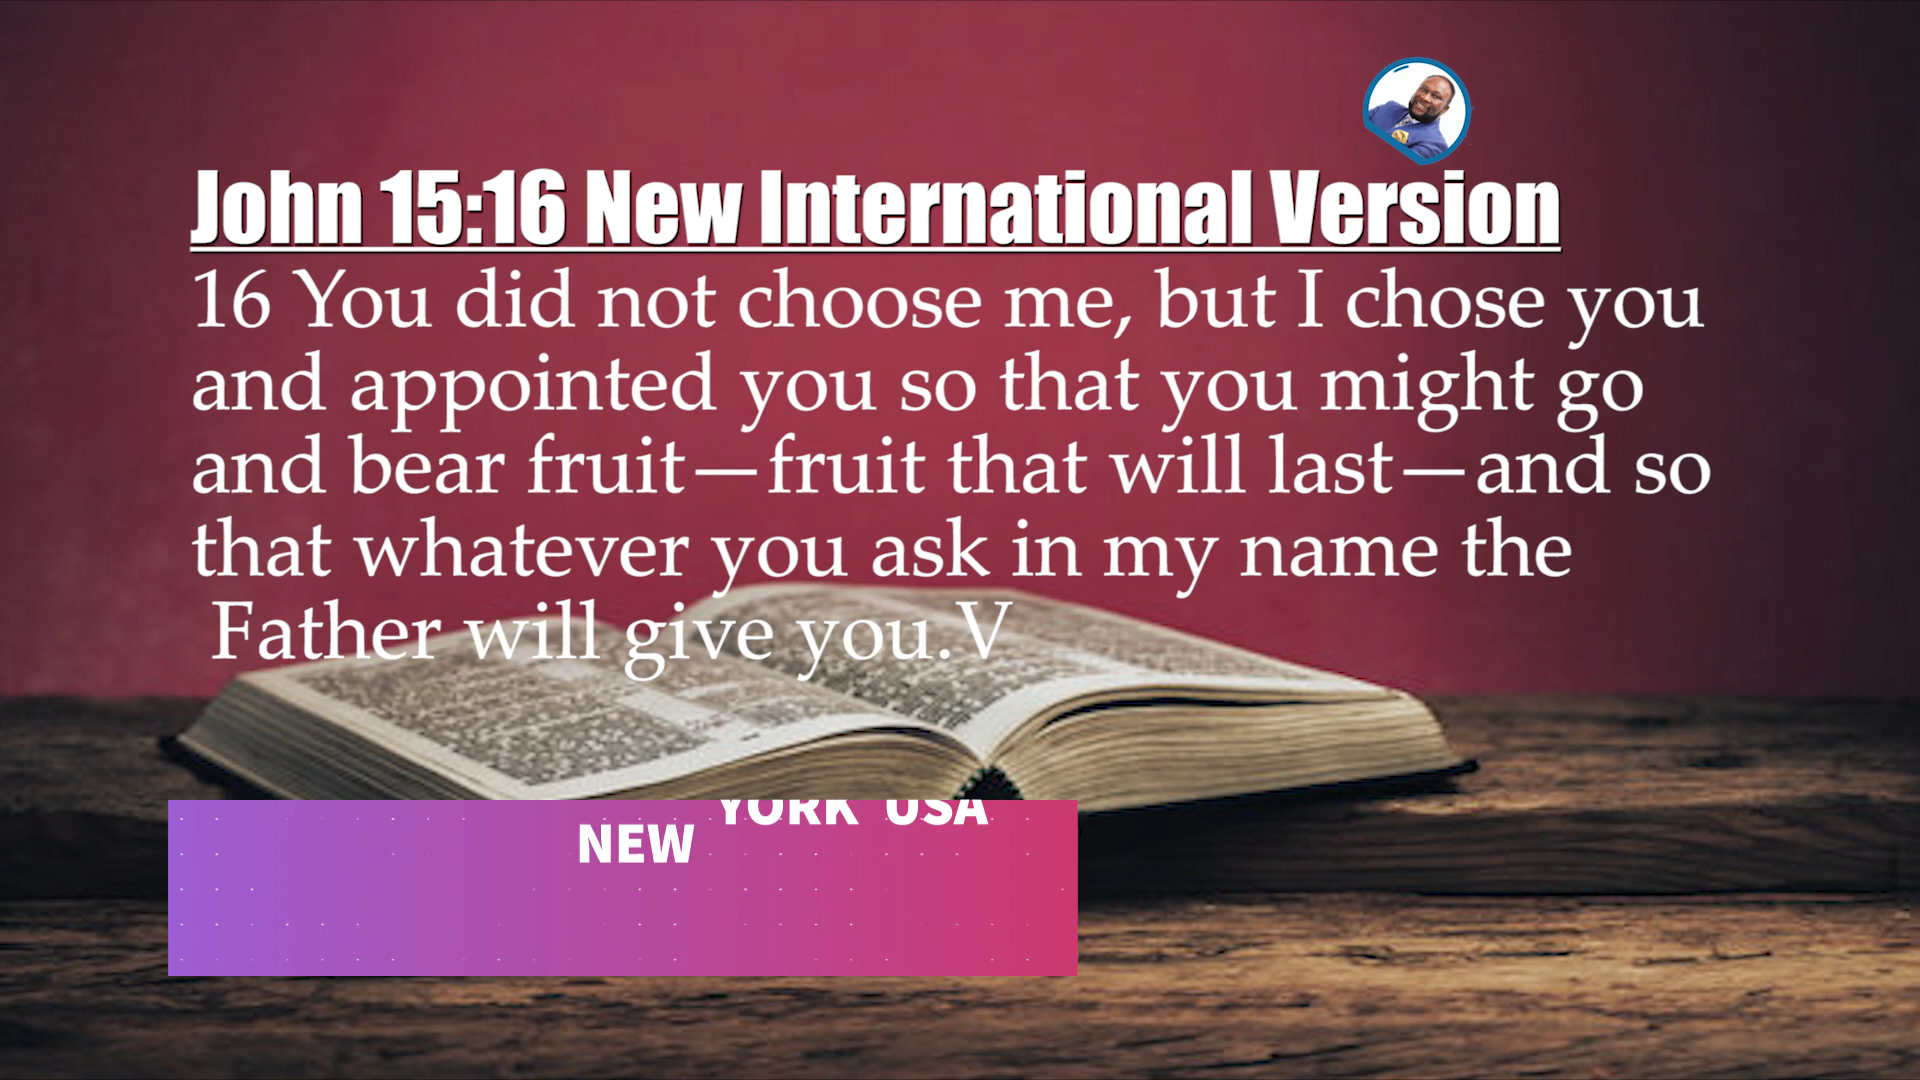 John 15:16 New International Version
16 You did not choose me, but I chose you
and appointed you so that you might go
and bear fruit—fruit that will last—and so
that whatever you ask in my name the
Father will give you.V
NEW YORK USA